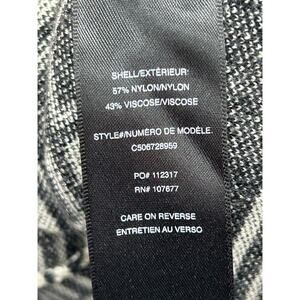 SHELL/EXTÉRIEUR:
57% NYLON/NYLON
43% VISCOSE/VISCOSE
STYLE#/NUMÉRO DE MODÈLE.
C506728959
PO# 112317
RN# 107677
CARE ON REVERSE
ENTRETIEN AU VERSO